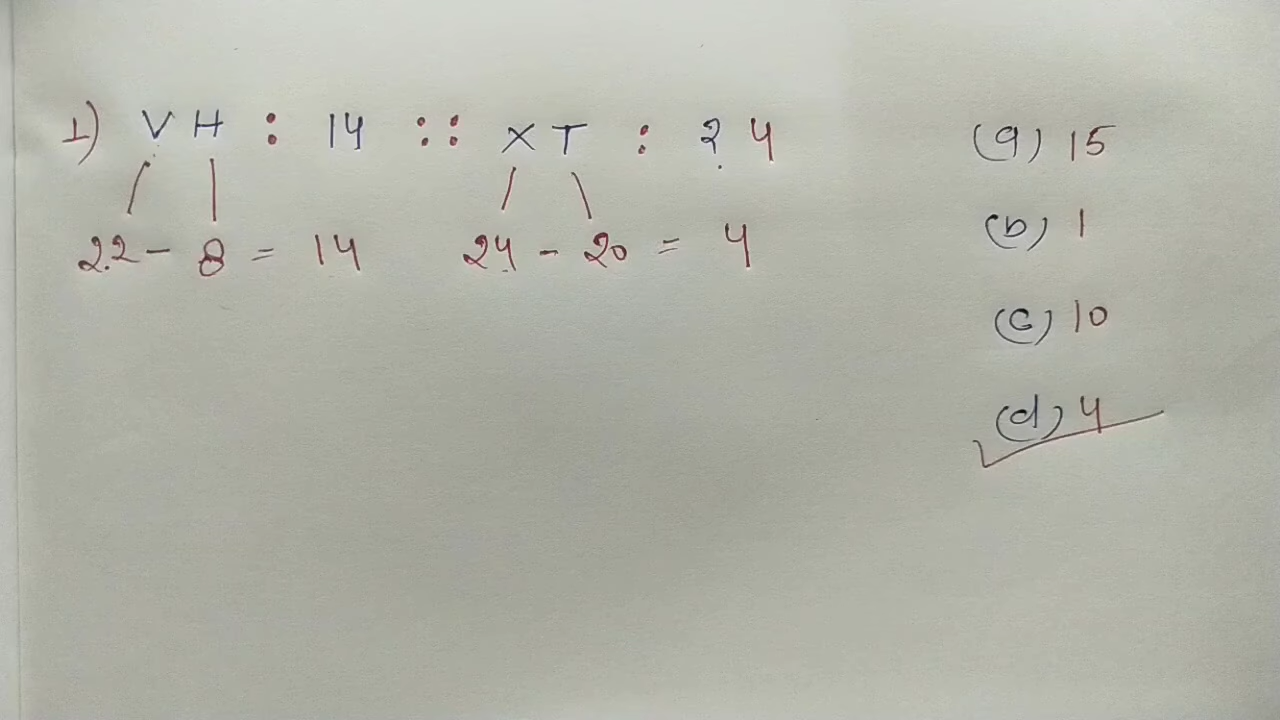 1) VH : 14 :: XT : ? 4
22 - 8 = 14 24 - 20 = 4
(a) 15
(b) 1
(c) 10
(d) 4